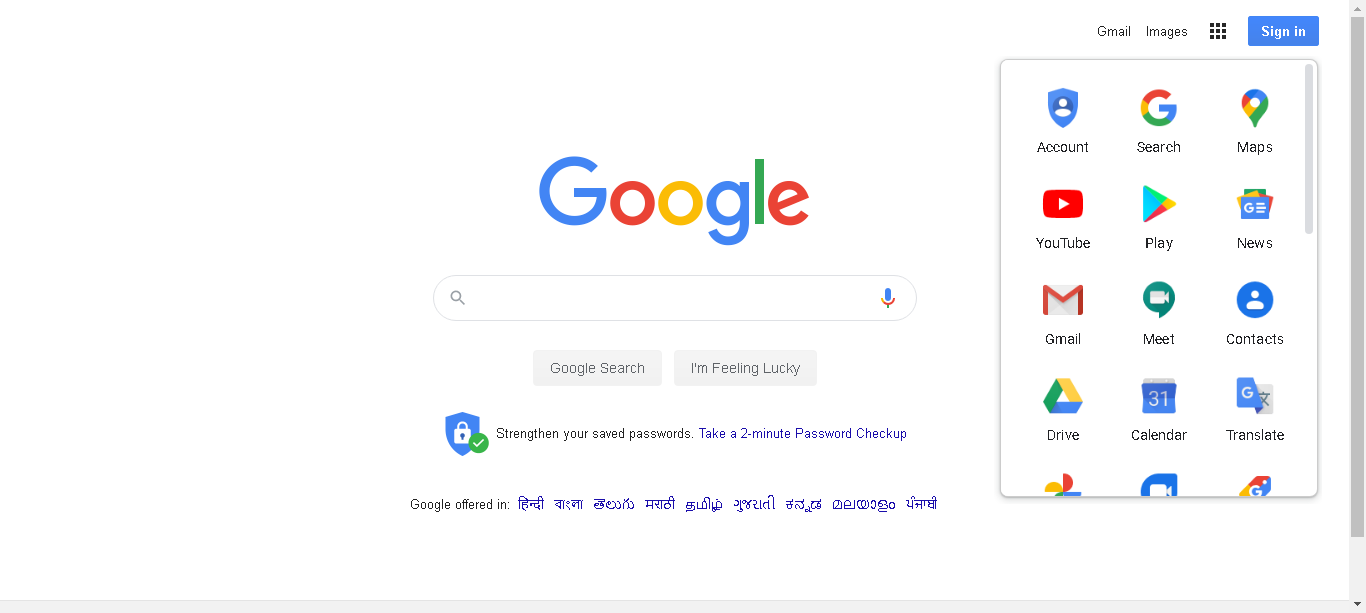 Gmail Images Sign in
Account Search Maps
Google
YouTube Play News
Google Search I'm Feeling Lucky
Gmail Meet Contacts
Strengthen your saved passwords. Take a 2-minute Password Checkup
Drive 31 Calendar G 文 Translate
Google offered in: हिन्दी বাংলা తెలుగు मराठी தமிழ் ગુજરાતી ಕನ್ನಡ മലയാളം ਪੰਜਾਬੀ